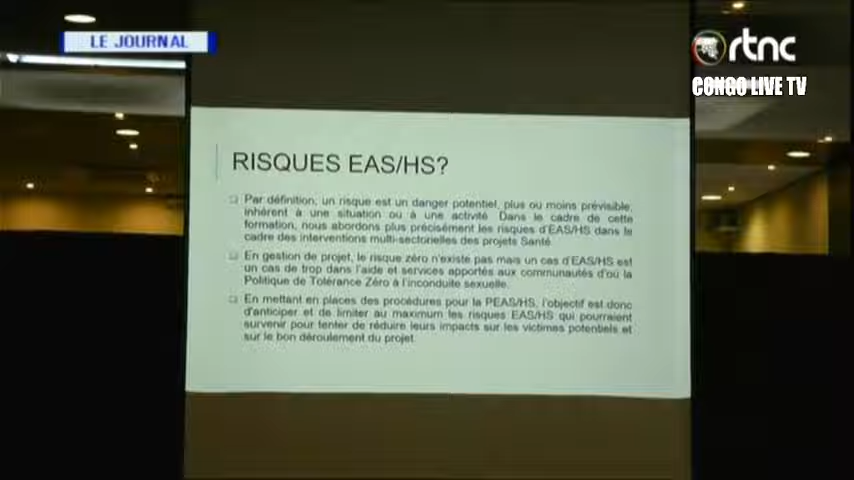 LE JOURNAL
rtnc
CONGO LIVE TV
RISQUES EAS/HS?
Par définition, un risque est un danger potentiel, plus ou moins prévisible,
inhérent à une situation ou à une activité. Dans le cadre de cette
formation, nous abordons plus précisément les risques d'EAS/HS dans le
cadre des interventions multi-sectorielles des projets Santé.
En gestion de projet, le risque zéro n'existe pas mais un cas d'EAS/HS est
un cas de trop dans l'aide et services apportés aux communautés d'où la
Politique de Tolérance Zéro à l'inconduite sexuelle.
En mettant en places des procédures pour la PEAS/HS, l'objectif est donc
d'anticiper et de limiter au maximum les risques EAS/HS qui pourraient
survenir pour tenter de réduire leurs impacts sur les victimes potentiels et
sur le bon déroulement du projet.